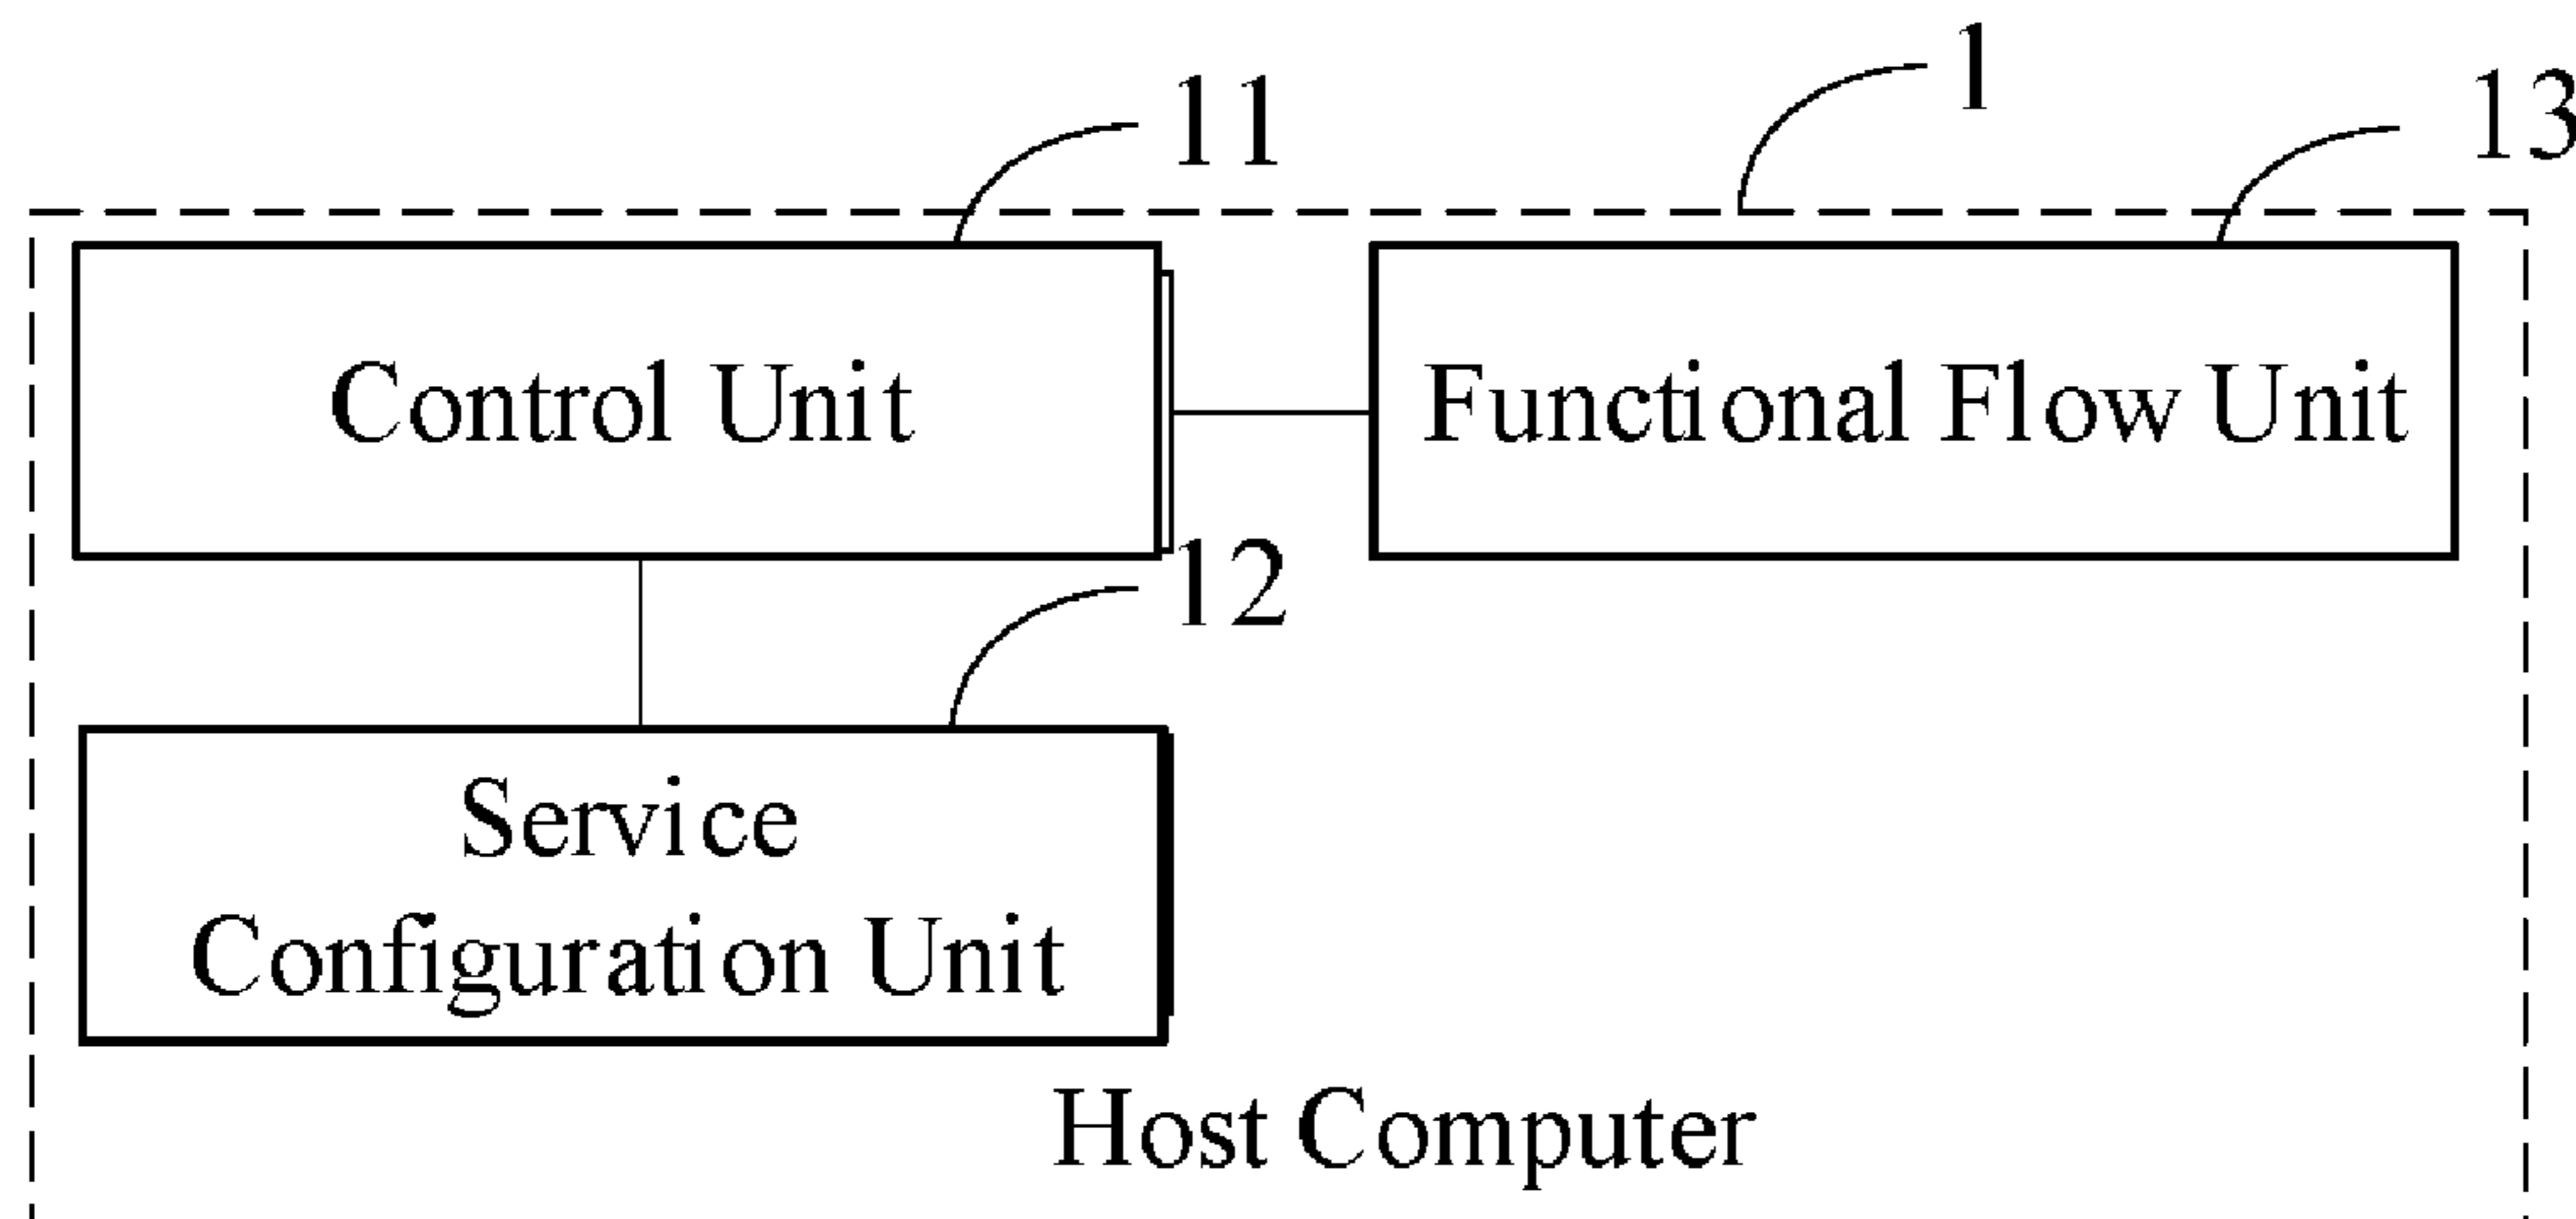 1
11
13
Control Unit
Functional Flow Unit
12
Service
Configuration Unit
Host Computer